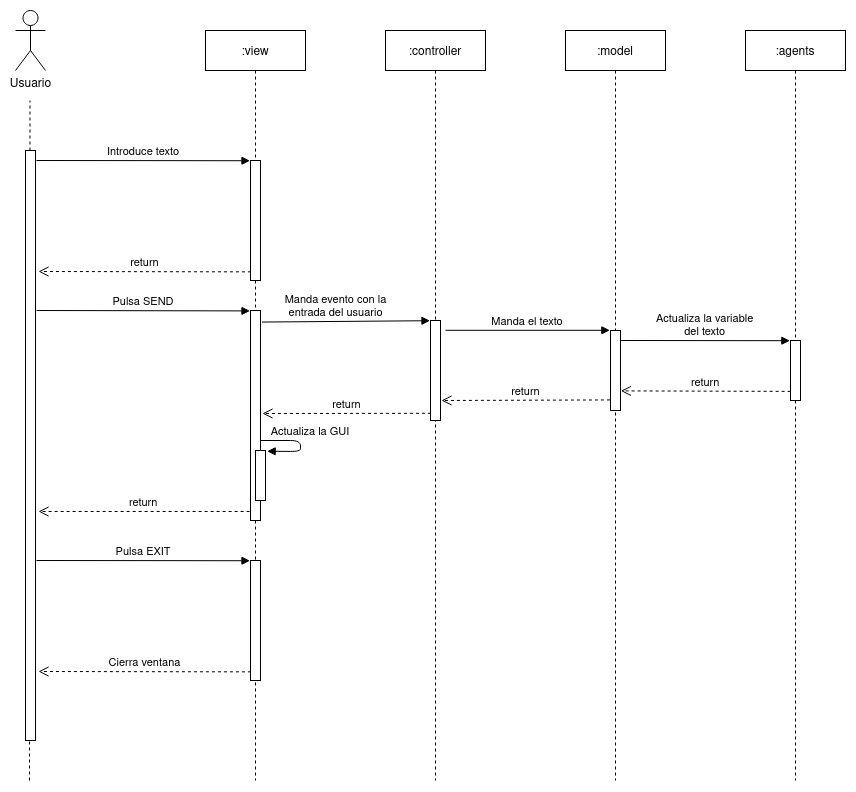 Usuario
:view
:controller
:model
:agents
Introduce texto
return
Pulsa SEND
Manda evento con la
entrada del usuario
Manda el texto
Actualiza la variable
del texto
return
return
return
Actualiza la GUI
return
Pulsa EXIT
Cierra ventana